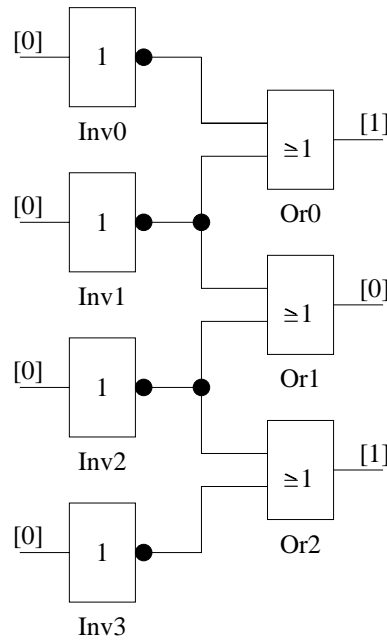 [0]
1
Inv0
[1]
≧1
Or0
[0]
1
Inv1
[0]
≧1
Or1
[0]
1
Inv2
[1]
≧1
Or2
[0]
1
Inv3